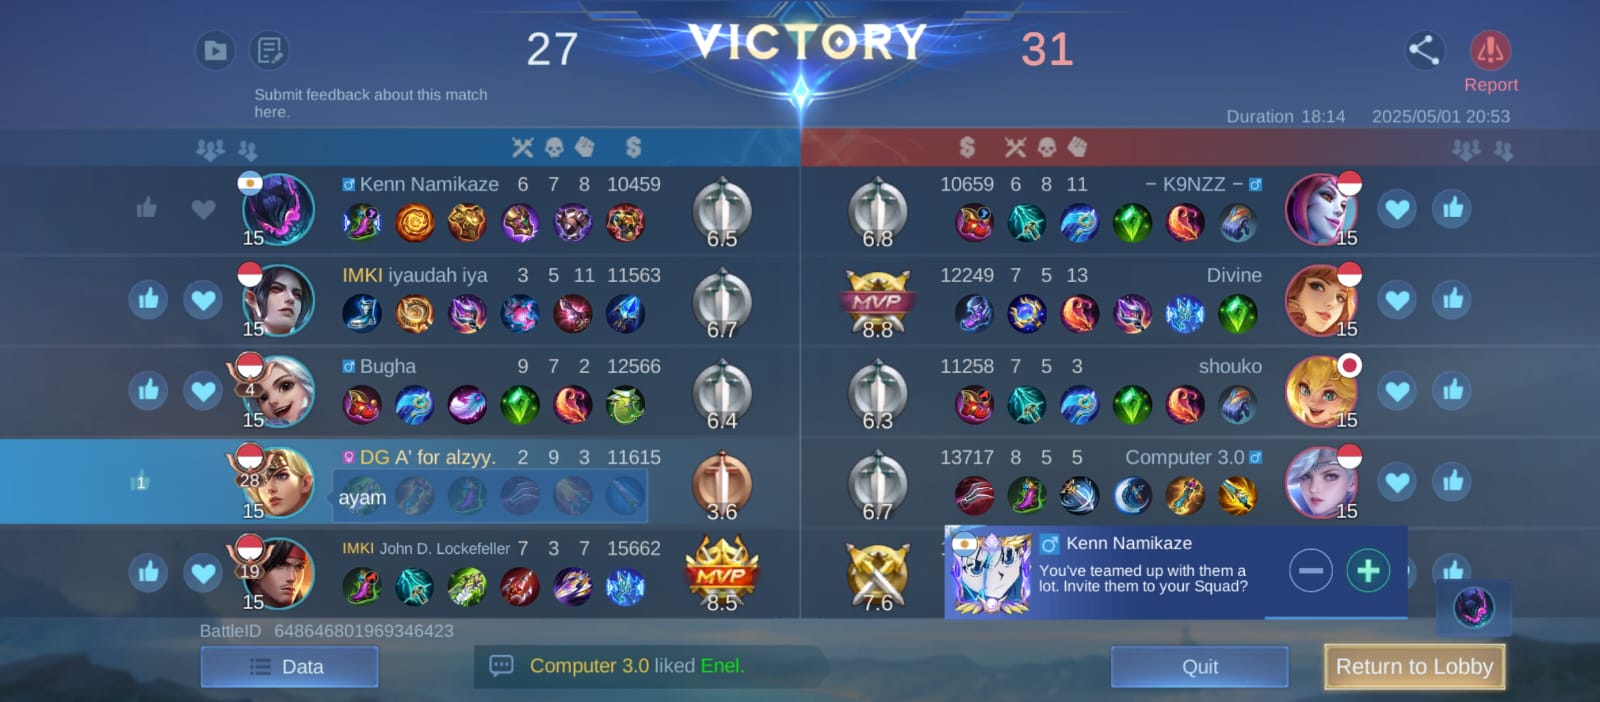 27
VICTORY
31
Report
Submit feedback about this match
here.
Duration 18:14 2025/05/01 20:53
Kenn Namikaze 6 7 8 10459
15
6.5
10659 6 8 11 – K9NZZ –
6.8
15
IMKI iyaudah iya 3 5 11 11563
15
6.7
12249 7 5 13 Divine
MVP
8.8
15
Bugha 9 7 2 12566
4
15
6.4
11258 7 5 3 shouko
6.3
15
DG A' for alzyy. 2 9 3 11615
1
28
ayam
15
3.6
13717 8 5 5 Computer 3.0
6.7
15
IMKI John D. Lockefeller 7 3 7 15662
19
15
MVP
8.5
7.6
Kenn Namikaze
You've teamed up with them a
lot. Invite them to your Squad?
BattleID 648646801969346423
Data
Computer 3.0 liked Enel.
Quit
Return to Lobby